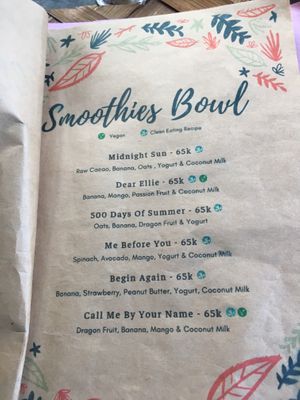 Smoothies Bowl
Vegan Clean Eating Recipe
Midnight Sun - 65k
Raw Cacao, Banana, Oats , Yogurt & Coconut Milk
Dear Ellie - 65k
Banana, Mango, Passion Fruit & Coconut Milk
500 Days Of Summer - 65k
Oats, Banana, Dragon Fruit & Yogurt
Me Before You - 65k
Spinach, Avocado, Mango, Yogurt & Coconut Milk
Begin Again - 65k
Banana, Strawberry, Peanut Butter, Yogurt, Coconut Milk
Call Me By Your Name - 65k
Dragon Fruit, Banana, Mango & Coconut Milk